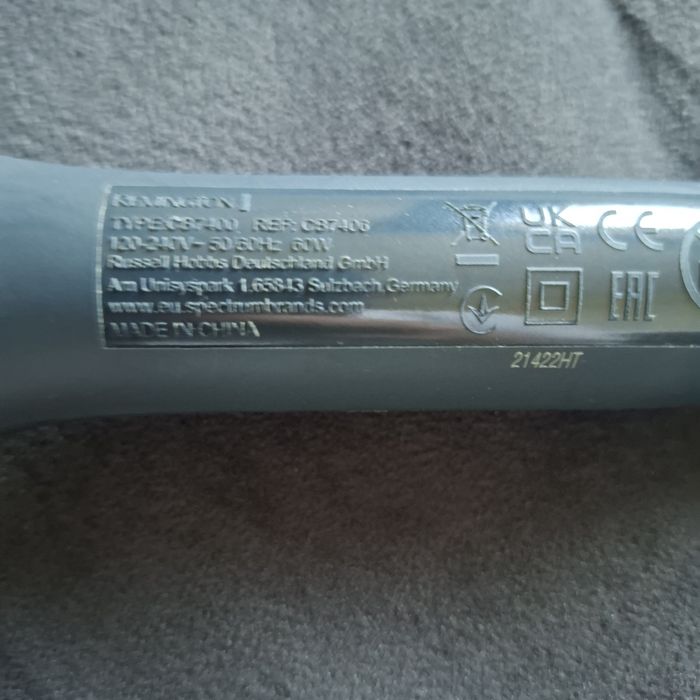 REMINGTON
TYPE:CB7400 REF: CB7406
120-240V~ 50/60Hz 60W
Russell Hobbs Deutschland GmbH
Am Unisyspark 1,65843 Sulzbach,Germany
www.eu.spectrumbrands.com
MADE IN CHINA
UK
CA
CE
EAC
21422HT